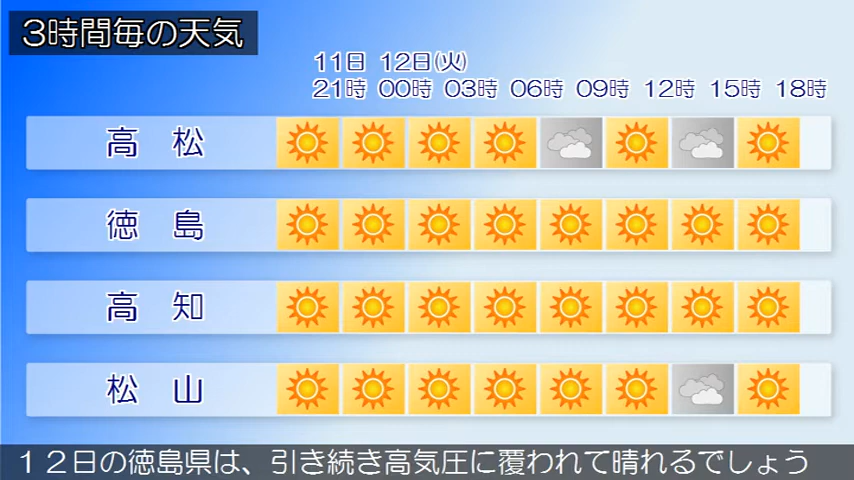 3時間毎の天気
11日 12日(火)
21時 00時 03時 06時 09時 12時 15時 18時
高 松
徳 島
高 知
松 山
１２日の徳島県は、引き続き高気圧に覆われて晴れるでしょう